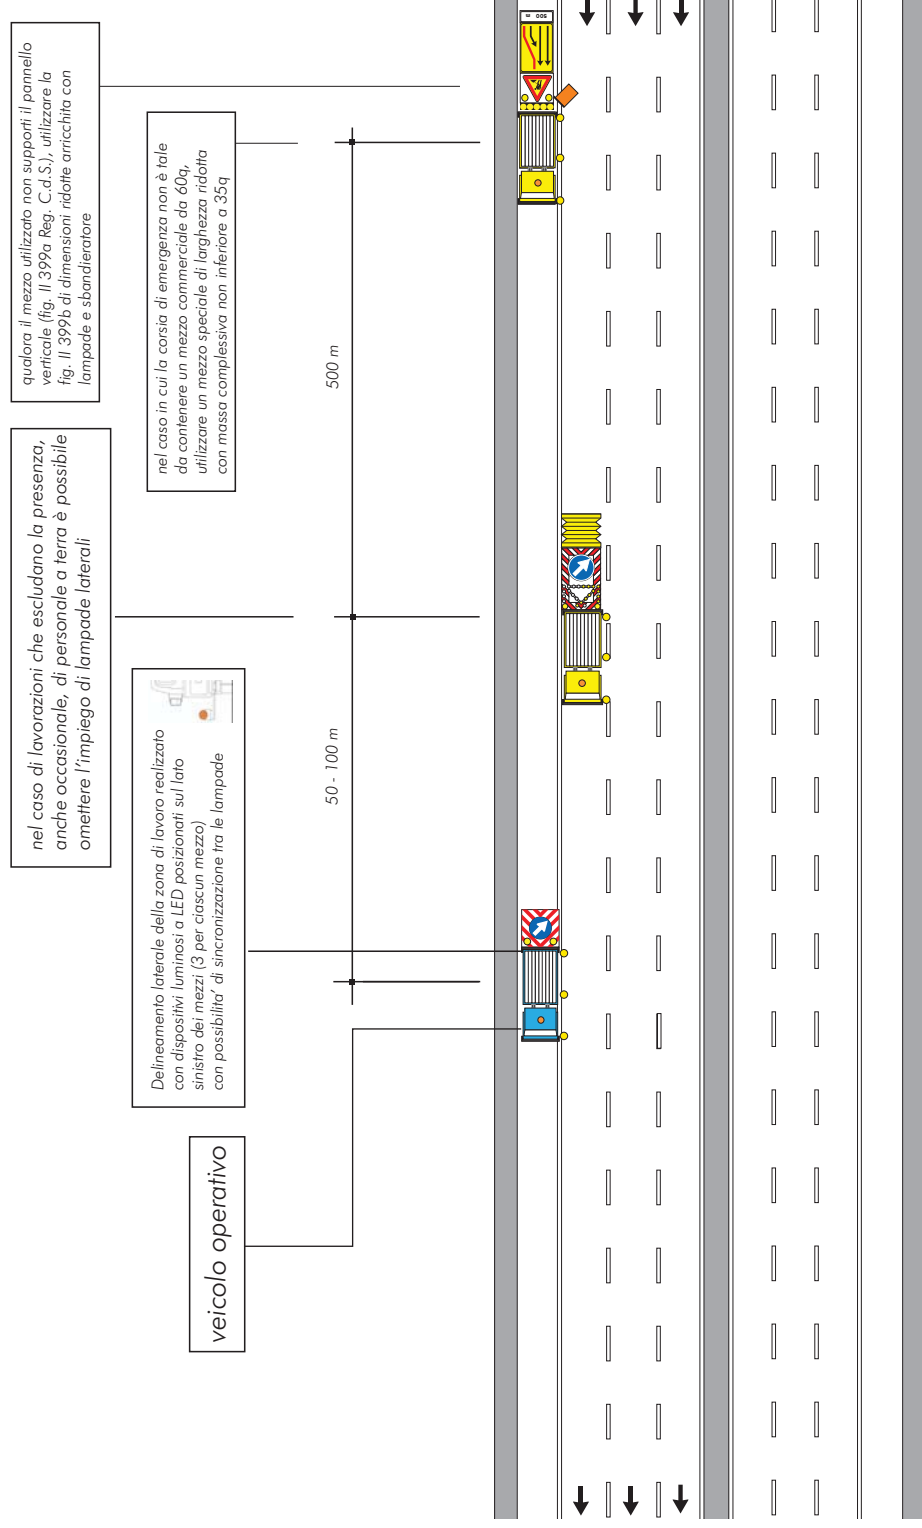 qualora il mezzo utilizzato non supporti il pannello
verticale (fig. II 399a Reg. C.d.S.), utilizzare la
fig. II 399b di dimensioni ridotte arricchita con
lampade e sbandieratore
nel caso in cui la corsia di emergenza non è tale
da contenere un mezzo commerciale da 60q,
utilizzare un mezzo speciale di larghezza ridotta
con massa complessiva non inferiore a 35q
nel caso di lavorazioni che escludano la presenza,
anche occasionale, di personale a terra è possibile
omettere l'impiego di lampade laterali
Delineamento laterale della zona di lavoro realizzato
con dispositivi luminosi a LED posizionati sul lato
sinistro dei mezzi (3 per ciascun mezzo)
con possibilita' di sincronizzazione tra le lampade
veicolo operativo
500 m
50 - 100 m
500 m